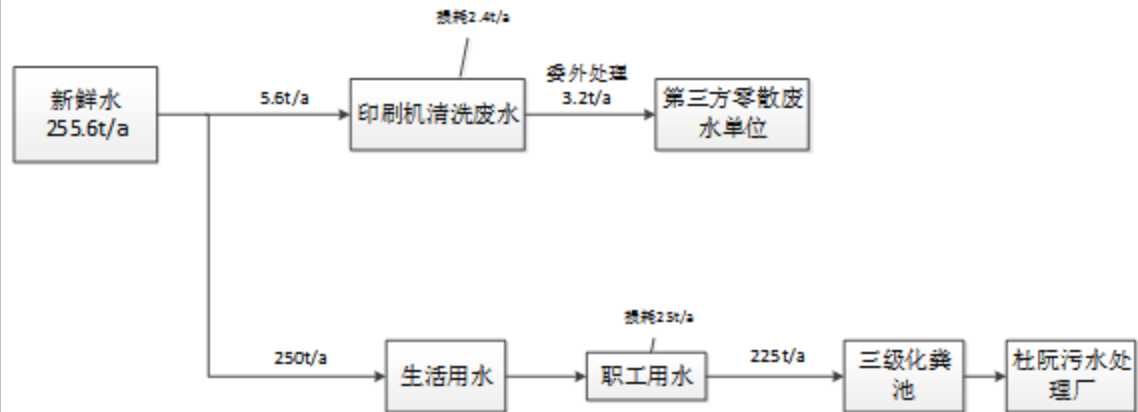 损耗2.4t/a
新鲜水
255.6t/a
5.6t/a
印刷机清洗废水
委外处理
3.2t/a
第三方零散废
水单位
250t/a
生活用水
职工用水
损耗25t/a
225t/a
三级化粪
池
杜阮污水处
理厂